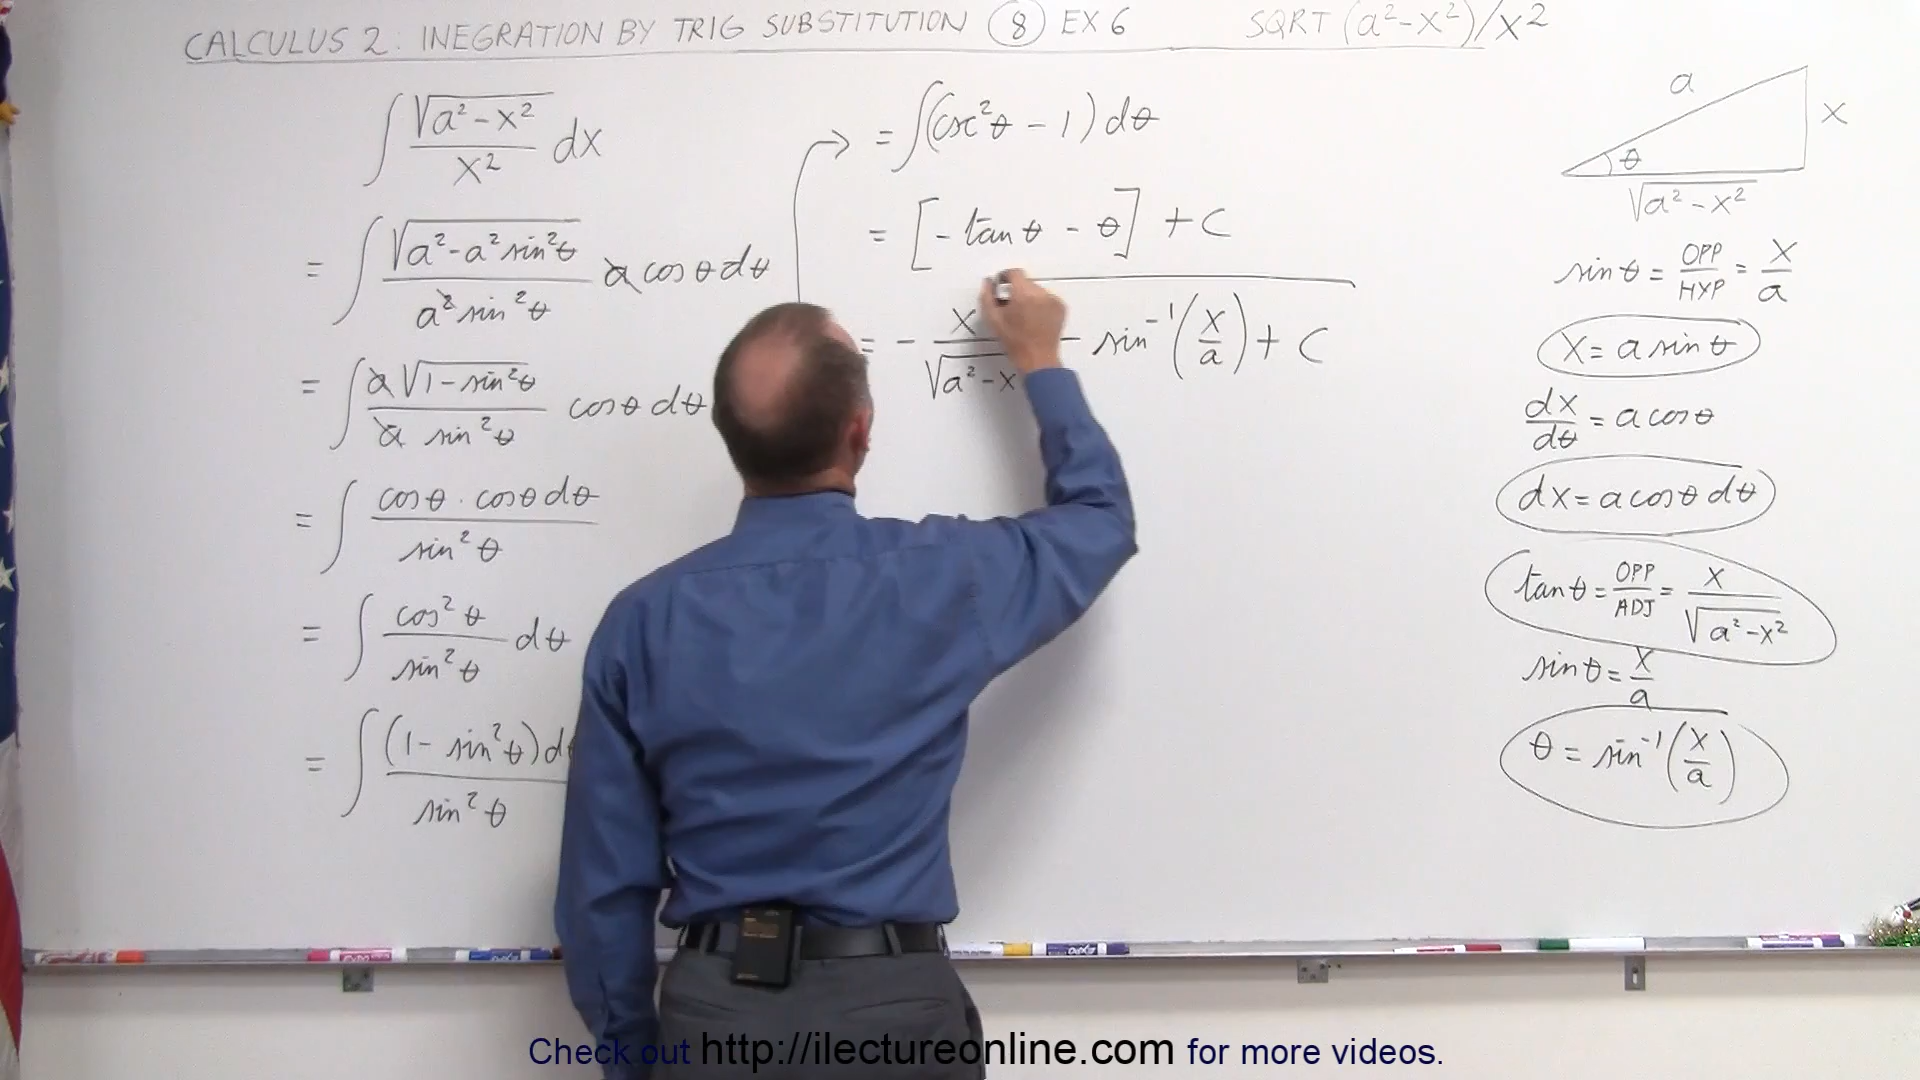 CALCULUS 2: INEGRATION BY TRIG SUBSTITUTION 8 EX 6 SQRT (a²-x²)/x²
∫ √(a²-x²)/x² dx
= ∫ √(a²-a²sin²θ)/(a²sin²θ) a cosθ dθ
= ∫ a√(1-sin²θ)/(a sin²θ) cosθ dθ
= ∫ cosθ · cosθ dθ/sin²θ
= ∫ cos²θ/sin²θ dθ
= ∫ (1-sin²θ)dθ/sin²θ
= ∫(csc²θ - 1) dθ
= [-tanθ - θ] + C
= - x/√(a²-x - sin⁻¹(x/a) + C
a
x
θ
√(a²-x²)
sinθ = OPP/HYP = x/a
x = a sinθ
dx/dθ = a cosθ
dx = a cosθ dθ
tanθ = OPP/ADJ = x/√(a²-x²)
sinθ = x/a
θ = sin⁻¹(x/a)
EXPO
Check out http://ilectureonline.com for more videos.